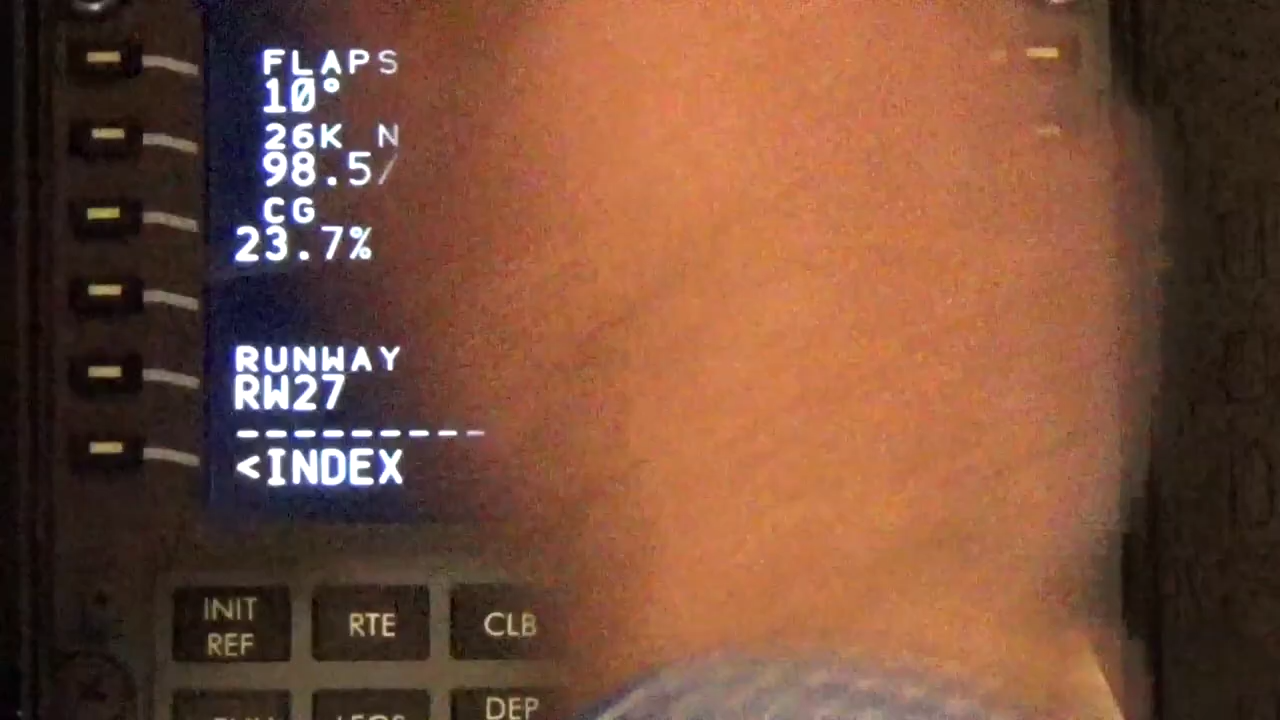 FLAPS
10°
26K N
98.5/
CG
23.7%
RUNWAY
RW27
----------
<INDEX
INIT REF
RTE
CLB
DEP